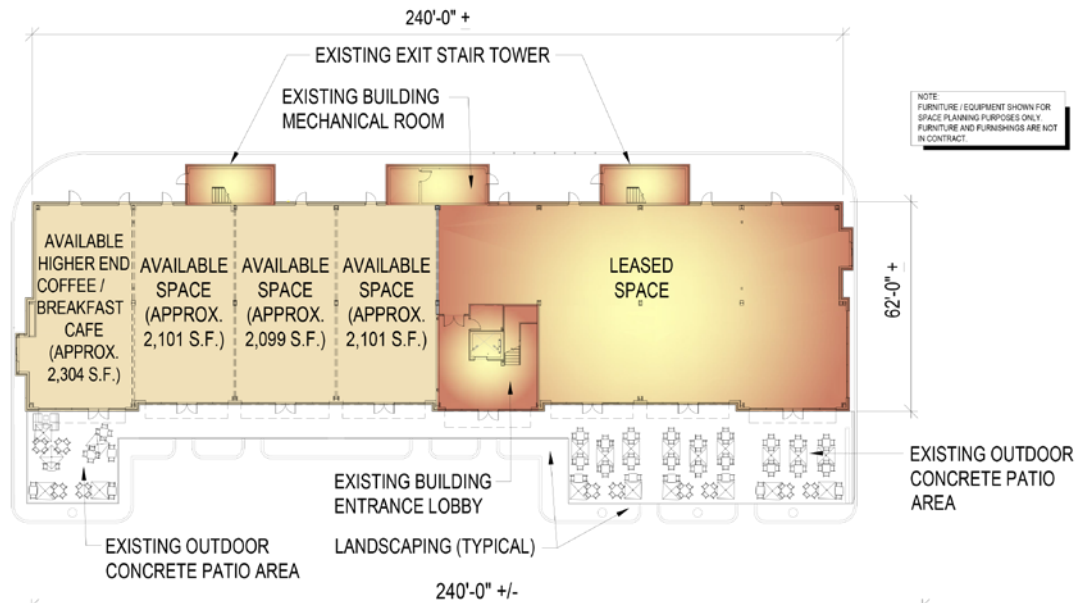 240'-0" +
EXISTING EXIT STAIR TOWER
EXISTING BUILDING
MECHANICAL ROOM
NOTE:
FURNITURE / EQUIPMENT SHOWN FOR
SPACE PLANNING PURPOSES ONLY.
FURNITURE AND FURNISHINGS ARE NOT
IN CONTRACT.
AVAILABLE
HIGHER END
COFFEE /
BREAKFAST
CAFE
(APPROX.
2,304 S.F.)
AVAILABLE
SPACE
(APPROX.
2,101 S.F.)
AVAILABLE
SPACE
(APPROX.
2,099 S.F.)
AVAILABLE
SPACE
(APPROX.
2,101 S.F.)
LEASED
SPACE
62'-0" +
EXISTING OUTDOOR
CONCRETE PATIO
AREA
EXISTING BUILDING
ENTRANCE LOBBY
LANDSCAPING (TYPICAL)
EXISTING OUTDOOR
CONCRETE PATIO AREA
240'-0" +/-